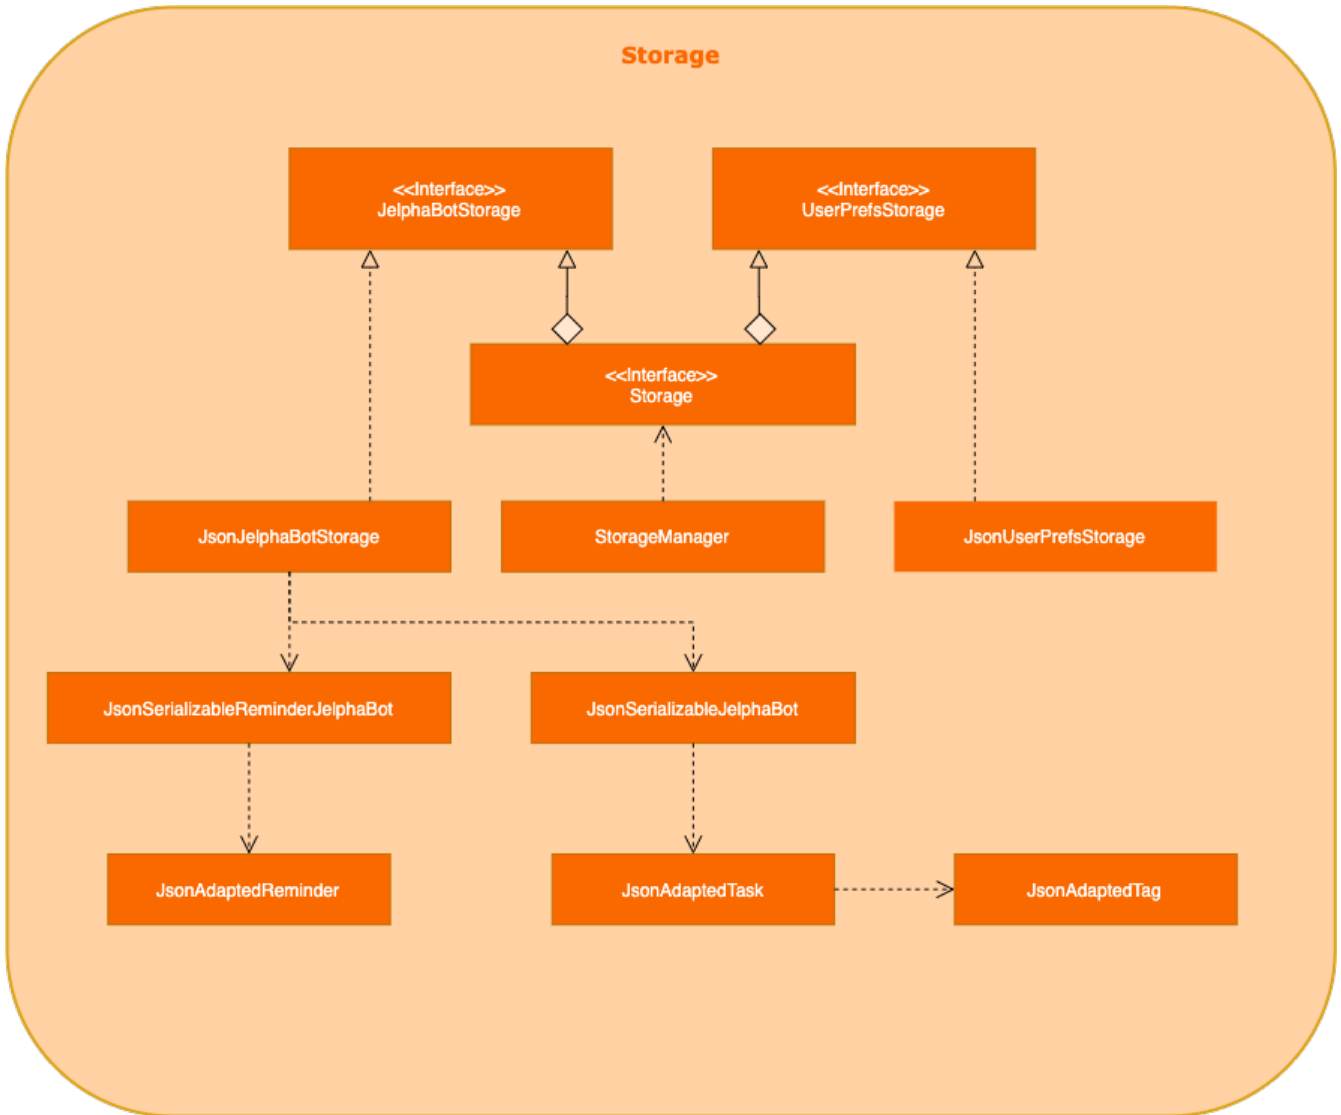 Storage
<<Interface>>
JelphaBotStorage
<<Interface>>
UserPrefsStorage
<<Interface>>
Storage
JsonJelphaBotStorage
StorageManager
JsonUserPrefsStorage
JsonSerializableReminderJelphaBot
JsonSerializableJelphaBot
JsonAdaptedReminder
JsonAdaptedTask
JsonAdaptedTag